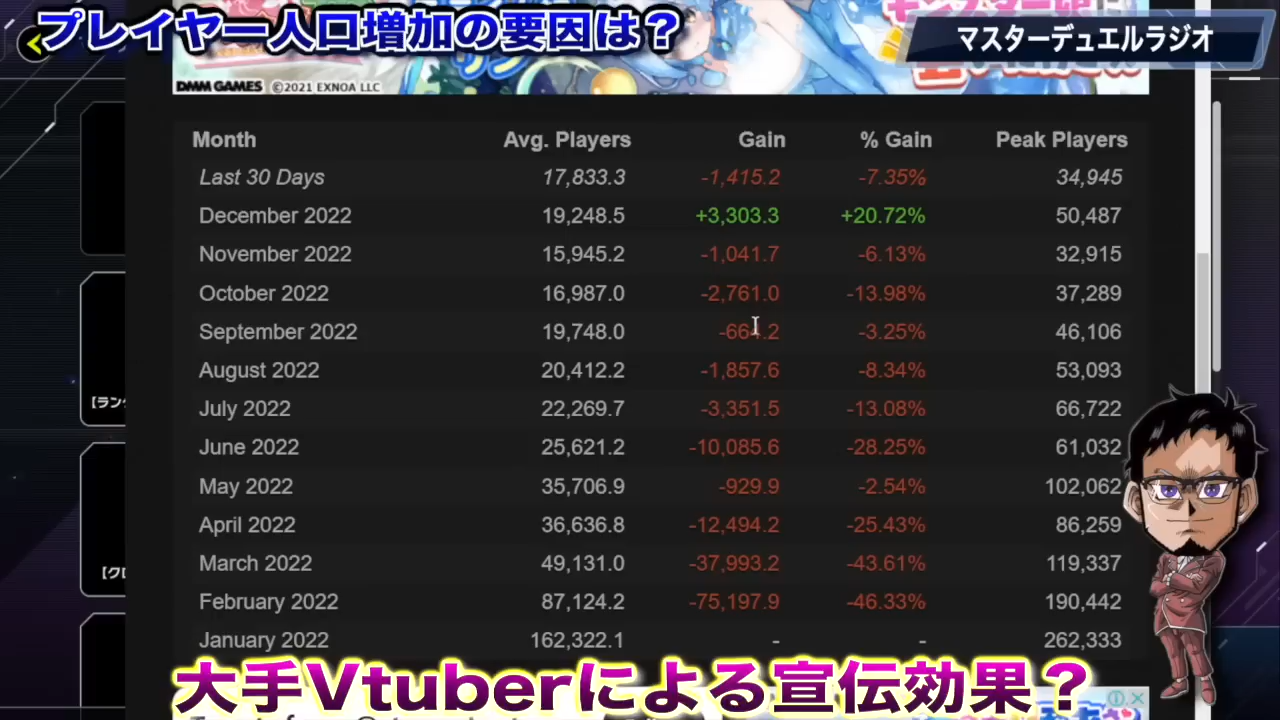 プレイヤー人口増加の要因は？
マスターデュエルラジオ
DMM GAMES ©2021 EXNOA LLC
Month Avg. Players Gain % Gain Peak Players
Last 30 Days 17,833.3 -1,415.2 -7.35% 34,945
December 2022 19,248.5 +3,303.3 +20.72% 50,487
November 2022 15,945.2 -1,041.7 -6.13% 32,915
October 2022 16,987.0 -2,761.0 -13.98% 37,289
September 2022 19,748.0 -664.2 -3.25% 46,106
August 2022 20,412.2 -1,857.6 -8.34% 53,093
July 2022 22,269.7 -3,351.5 -13.08% 66,722
June 2022 25,621.2 -10,085.6 -28.25% 61,032
May 2022 35,706.9 -929.9 -2.54% 102,062
April 2022 36,636.8 -12,494.2 -25.43% 86,259
March 2022 49,131.0 -37,993.2 -43.61% 119,337
February 2022 87,124.2 -75,197.9 -46.33% 190,442
January 2022 162,322.1 - - 262,333
【ラン
【ク
大手Vtuberによる宣伝効果？